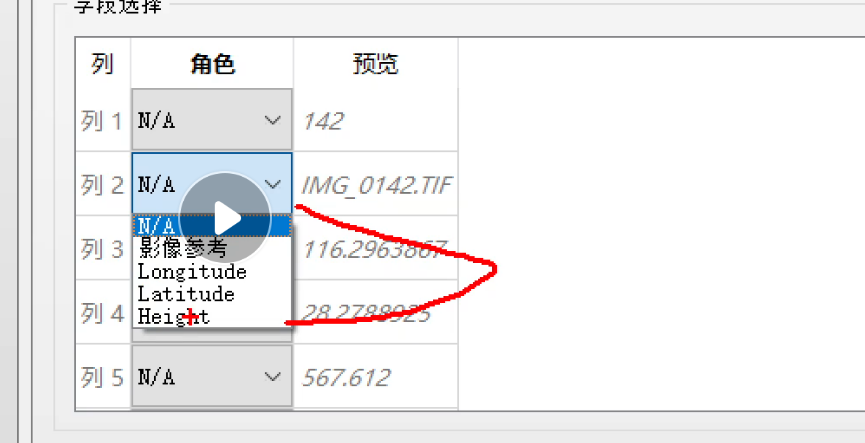 字段选择
列 角色 预览
列 1 N/A 142
列 2 N/A IMG_0142.TIF
N/A
列 3 影像参考 116.2963867
Longitude
Latitude
列 4 28.2788925
Height
列 5 N/A 567.612